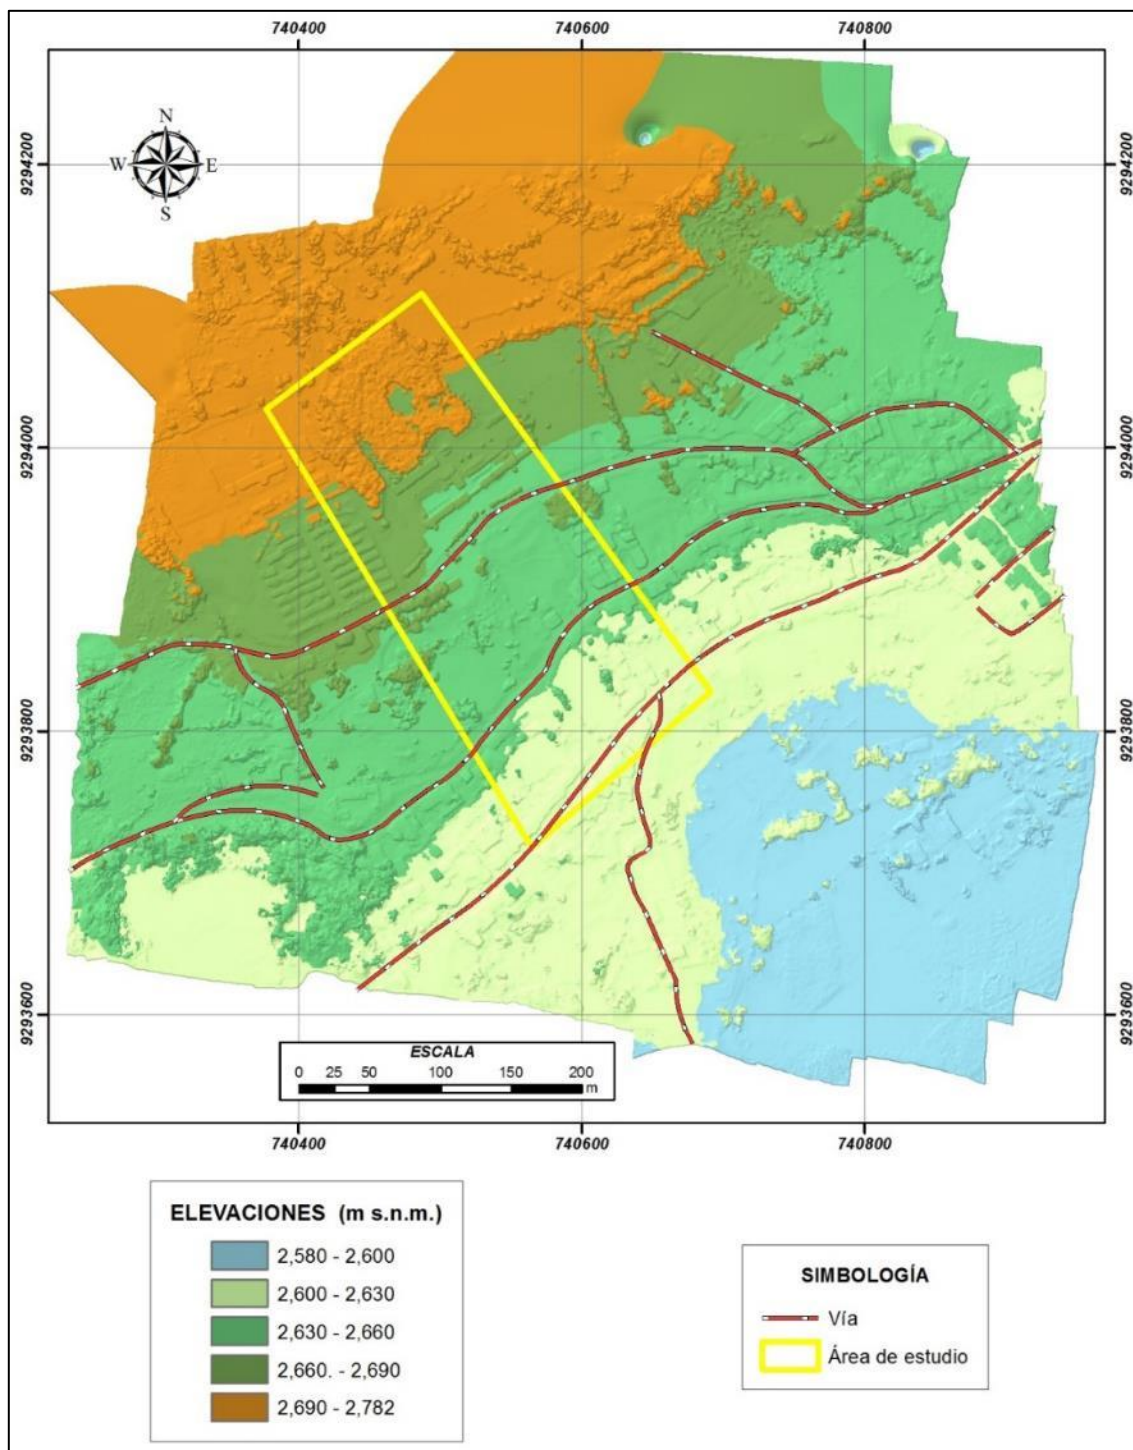 740400 740600 740800
N
W E
S
9294200 9294200
9294000 9294000
9293800 9293800
9293600 9293600
ESCALA
0 25 50 100 150 200
m
740400 740600 740800
ELEVACIONES (m s.n.m.)
2,580 - 2,600
2,600 - 2,630
2,630 - 2,660
2,660. - 2,690
2,690 - 2,782
SIMBOLOGÍA
Vía
Área de estudio